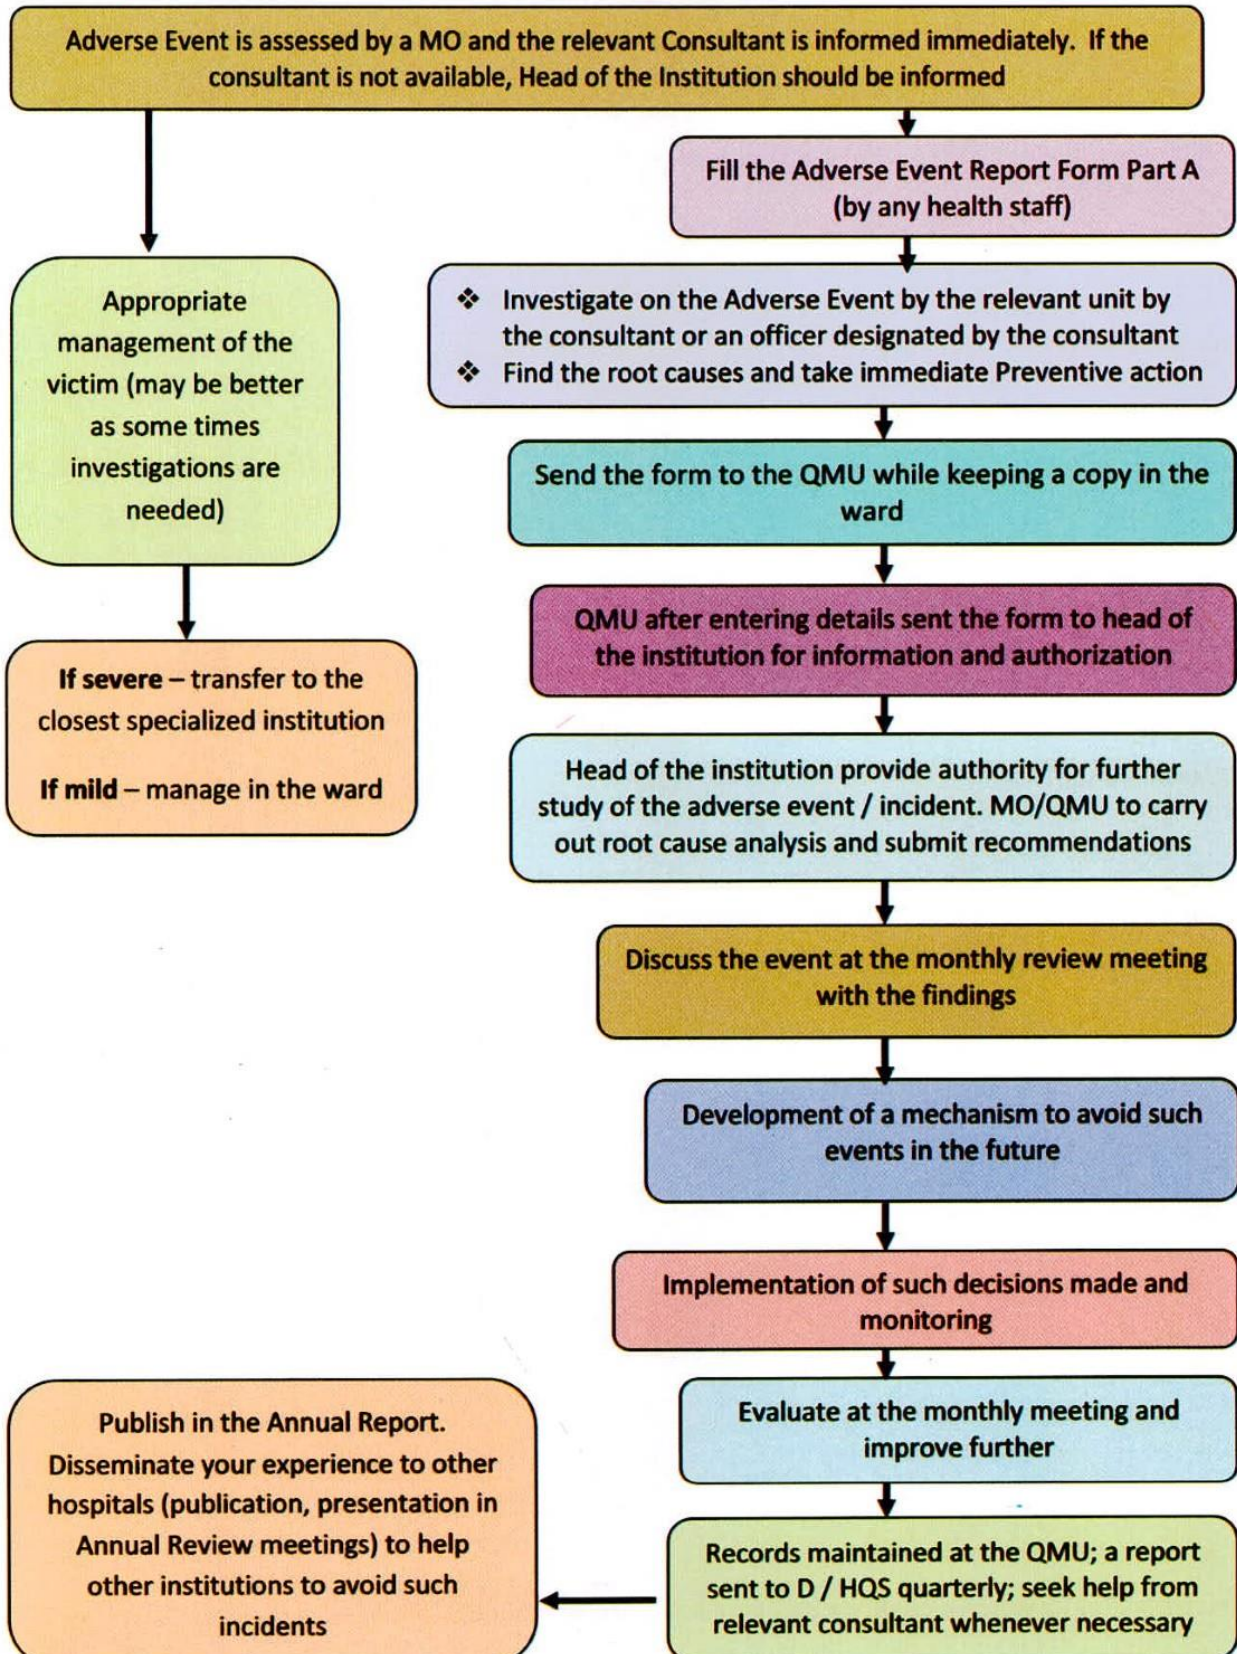 Adverse Event is assessed by a MO and the relevant Consultant is informed immediately. If the
consultant is not available, Head of the Institution should be informed
Fill the Adverse Event Report Form Part A
(by any health staff)
Appropriate
management of the
victim (may be better
as some times
investigations are
needed)
❖ Investigate on the Adverse Event by the relevant unit by
the consultant or an officer designated by the consultant
❖ Find the root causes and take immediate Preventive action
Send the form to the QMU while keeping a copy in the
ward
QMU after entering details sent the form to head of
the institution for information and authorization
If severe – transfer to the
closest specialized institution
If mild – manage in the ward
Head of the institution provide authority for further
study of the adverse event / incident. MO/QMU to carry
out root cause analysis and submit recommendations
Discuss the event at the monthly review meeting
with the findings
Development of a mechanism to avoid such
events in the future
Implementation of such decisions made and
monitoring
Evaluate at the monthly meeting and
improve further
Records maintained at the QMU; a report
sent to D / HQS quarterly; seek help from
relevant consultant whenever necessary
Publish in the Annual Report.
Disseminate your experience to other
hospitals (publication, presentation in
Annual Review meetings) to help
other institutions to avoid such
incidents